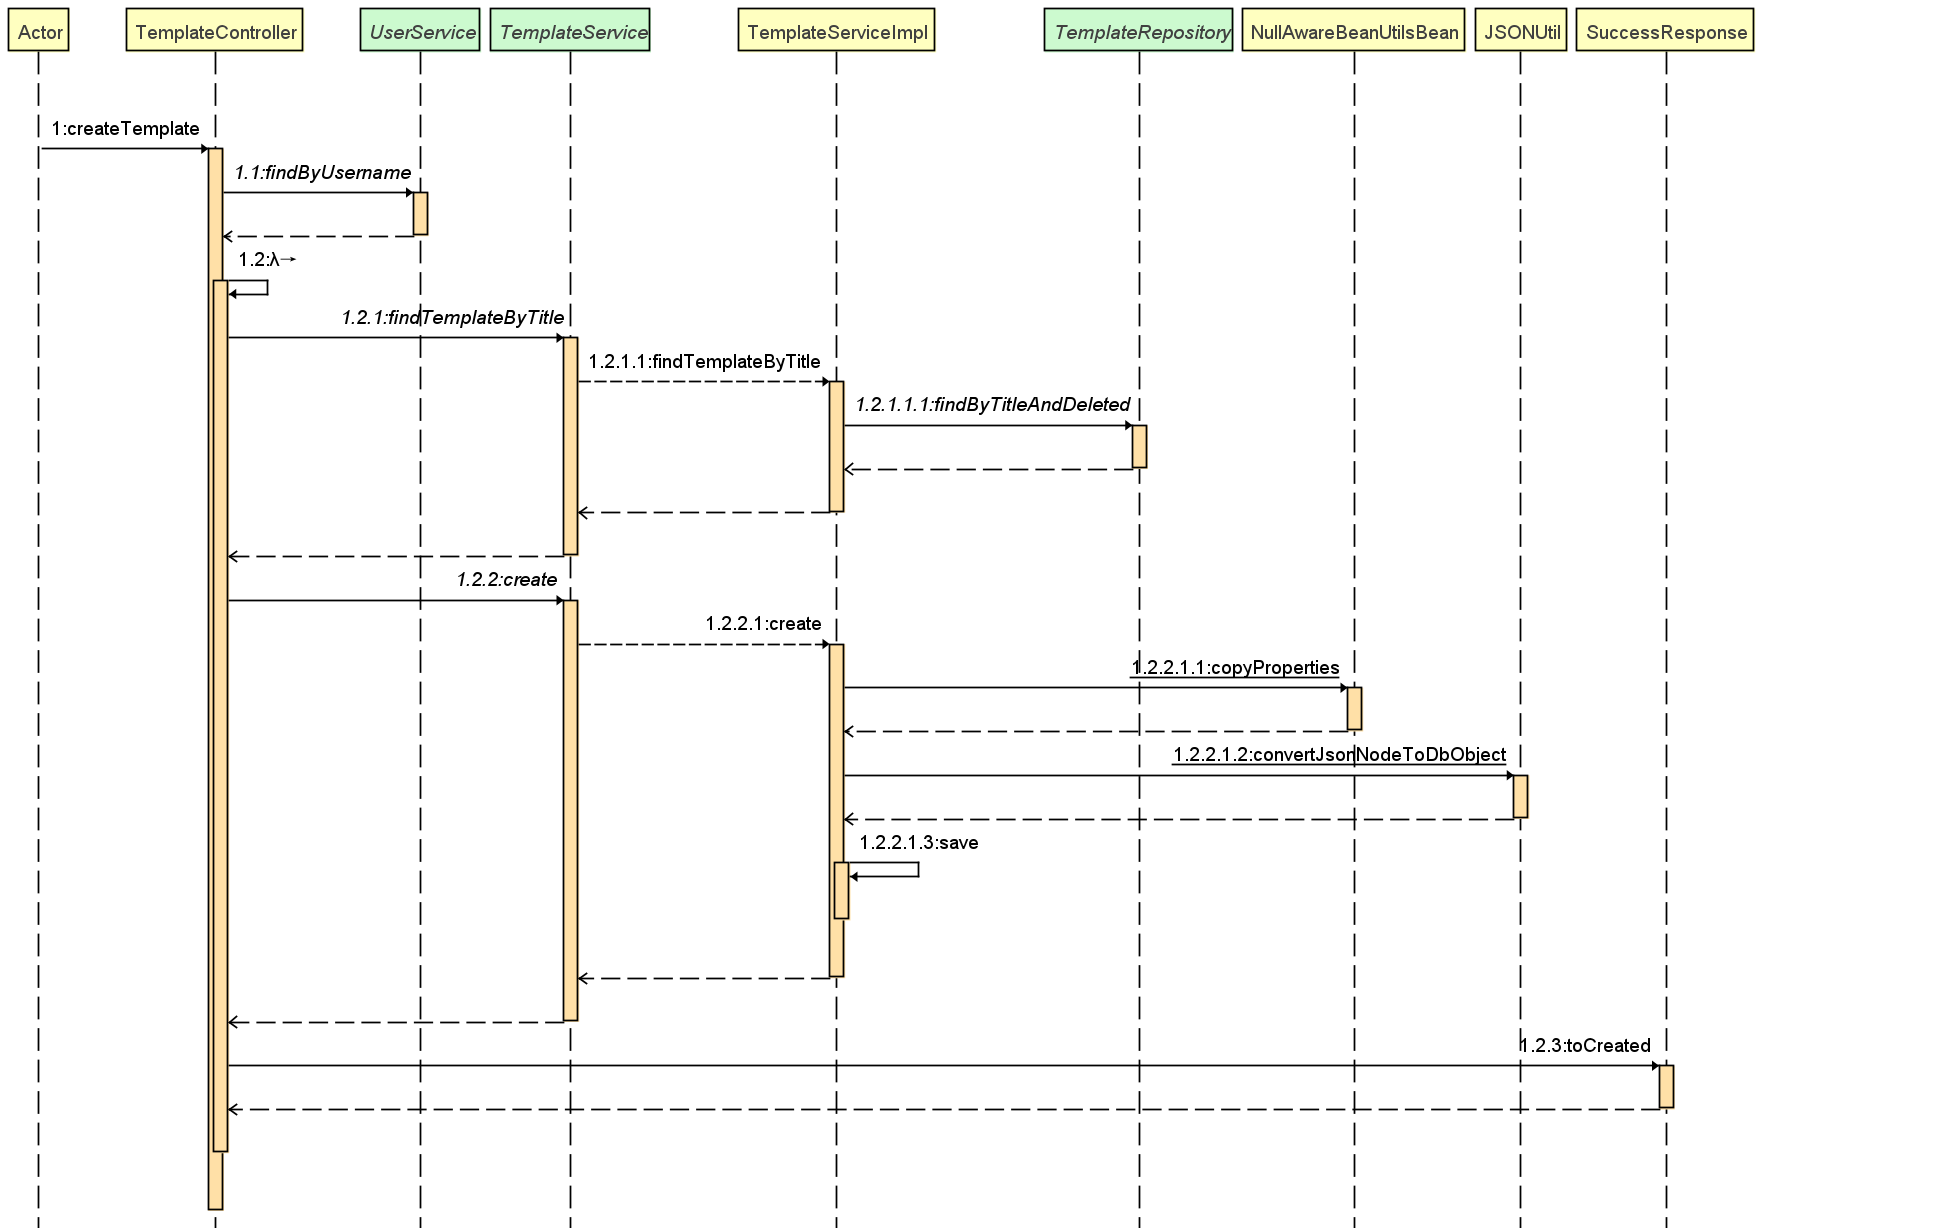 Actor
TemplateController
UserService
TemplateService
TemplateServiceImpl
TemplateRepository
NullAwareBeanUtilsBean
JSONUtil
SuccessResponse
1:createTemplate
1.1:findByUsername
1.2:λ→
1.2.1:findTemplateByTitle
1.2.1.1:findTemplateByTitle
1.2.1.1.1:findByTitleAndDeleted
1.2.2:create
1.2.2.1:create
1.2.2.1.1:copyProperties
1.2.2.1.2:convertJsonNodeToDbObject
1.2.2.1.3:save
1.2.3:toCreated